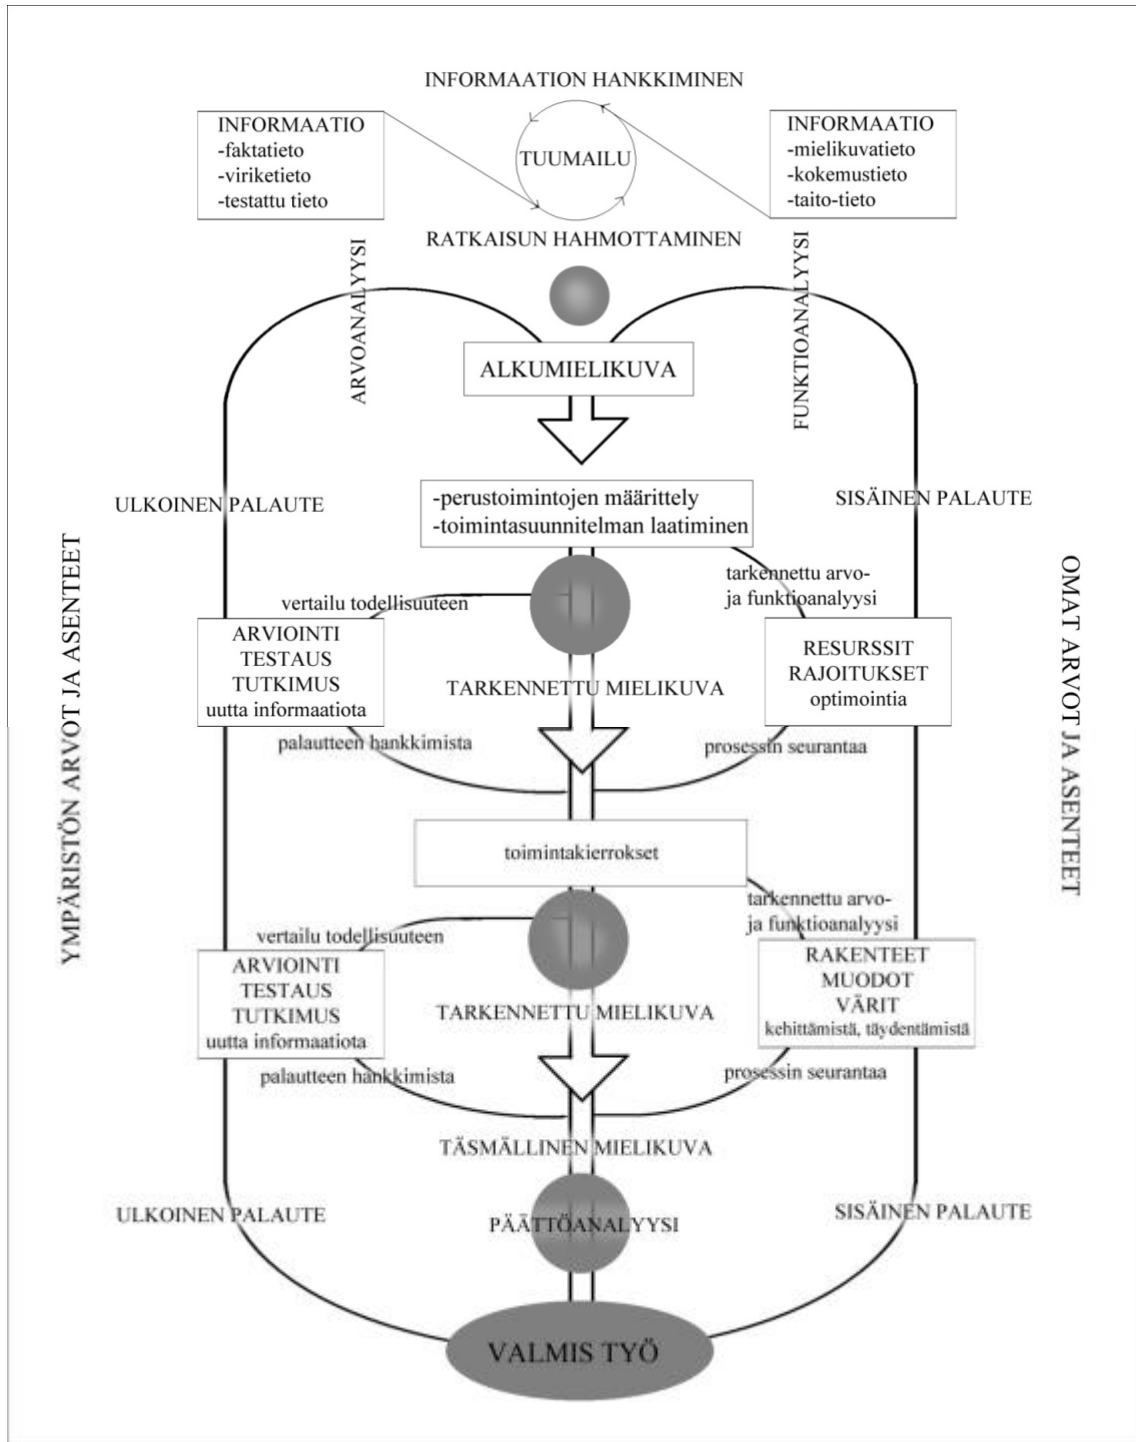 INFORMAATION HANKKIMINEN
INFORMAATIO
-faktatieto
-viriketieto
-testattu tieto
TUUMAILU
INFORMAATIO
-mielikuvatieto
-kokemustieto
-taito-tieto
RATKAISUN HAHMOTTAMINEN
ARVOANALYYSI
FUNKTIOANALYYSI
ALKUMIELIKUVA
ULKOINEN PALAUTE
SISÄINEN PALAUTE
-perustoimintojen määrittely
-toimintasuunnitelman laatiminen
YMPÄRISTÖN ARVOT JA ASENTEET
OMAT ARVOT JA ASENTEET
tarkennettu arvo-
ja funktioanalyysi
vertailu todellisuuteen
ARVIOINTI
TESTAUS
TUTKIMUS
uutta informaatiota
RESURSSIT
RAJOITUKSET
optimointia
TARKENNETTU MIELIKUVA
palautteen hankkimista
prosessin seurantaa
toimintakierrokset
tarkennettu arvo-
ja funktioanalyysi
vertailu todellisuuteen
ARVIOINTI
TESTAUS
TUTKIMUS
uutta informaatiota
RAKENTEET
MUODOT
VÄRIT
kehittämistä, täydentämistä
TARKENNETTU MIELIKUVA
palautteen hankkimista
prosessin seurantaa
TÄSMÄLLINEN MIELIKUVA
ULKOINEN PALAUTE
SISÄINEN PALAUTE
PÄÄTTÖANALYYSI
VALMIS TYÖ